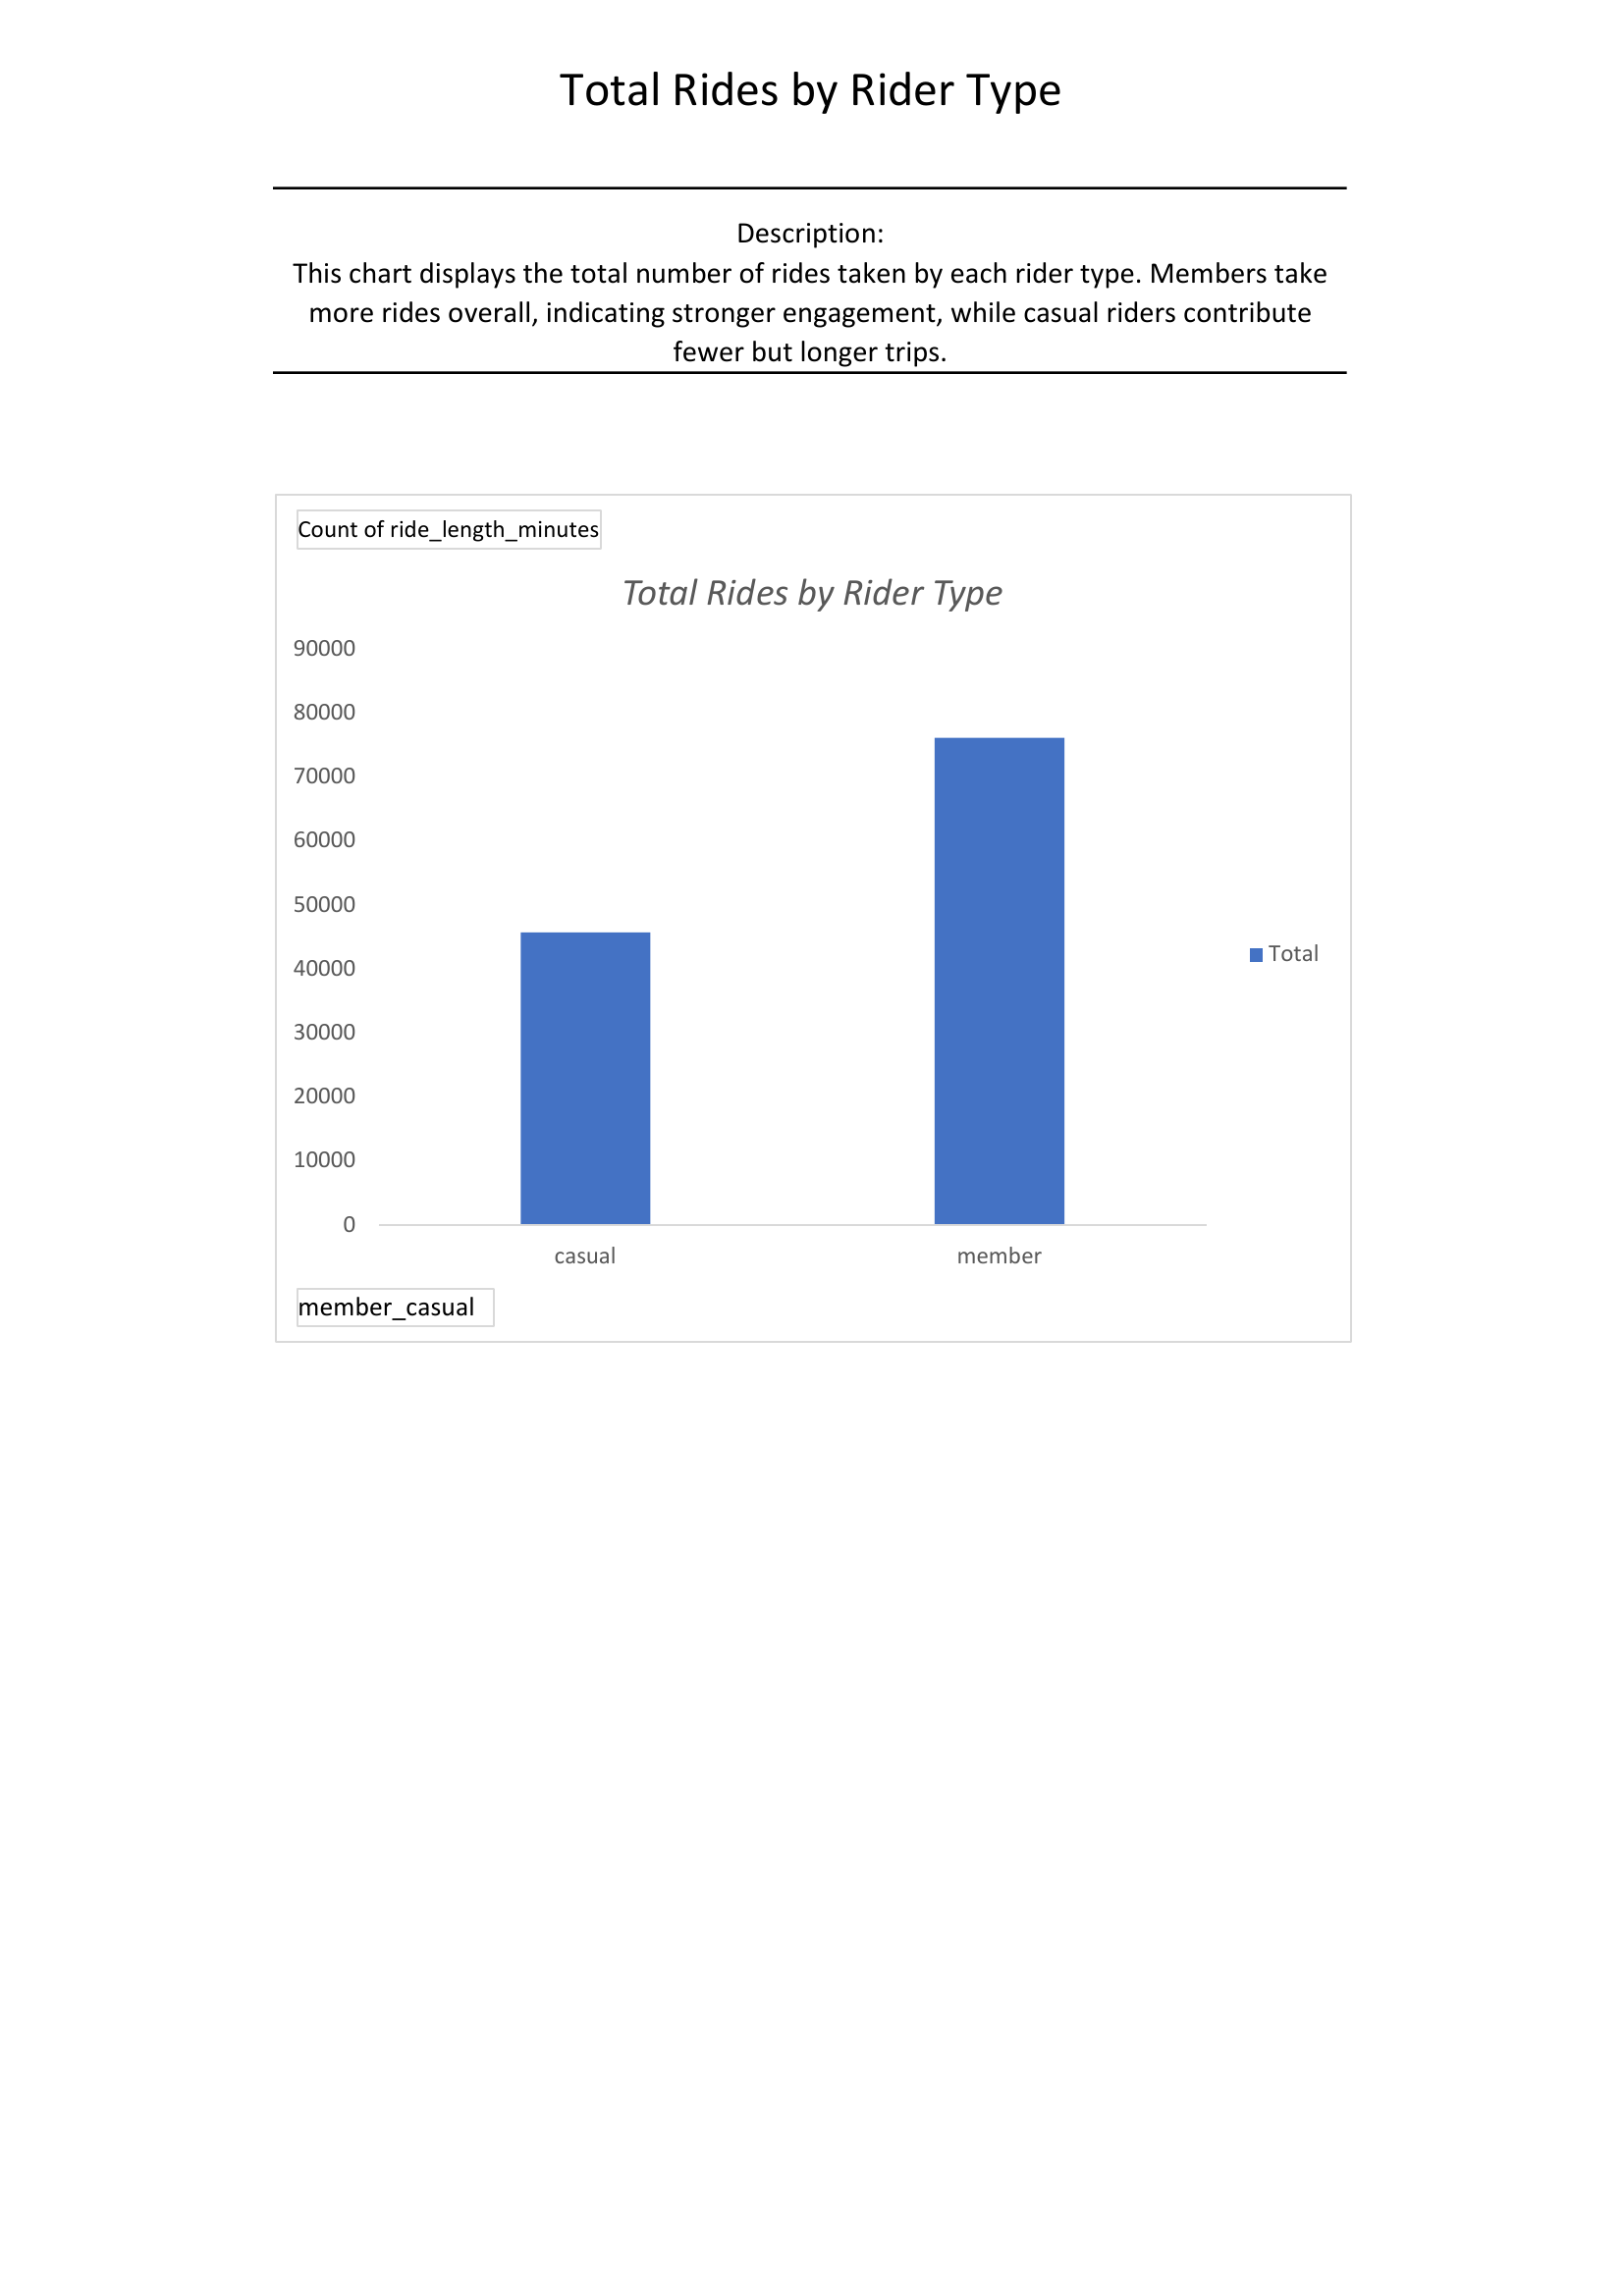 Total Rides by Rider Type
Description:
This chart displays the total number of rides taken by each rider type. Members take
more rides overall, indicating stronger engagement, while casual riders contribute
fewer but longer trips.
Count of ride_length_minutes
Total Rides by Rider Type
90000
80000
70000
60000
50000
40000
30000
20000
10000
0
casual
member
Total
member_casual